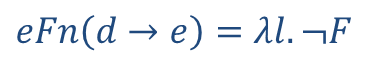 eFn(d → e) = λl. ¬F